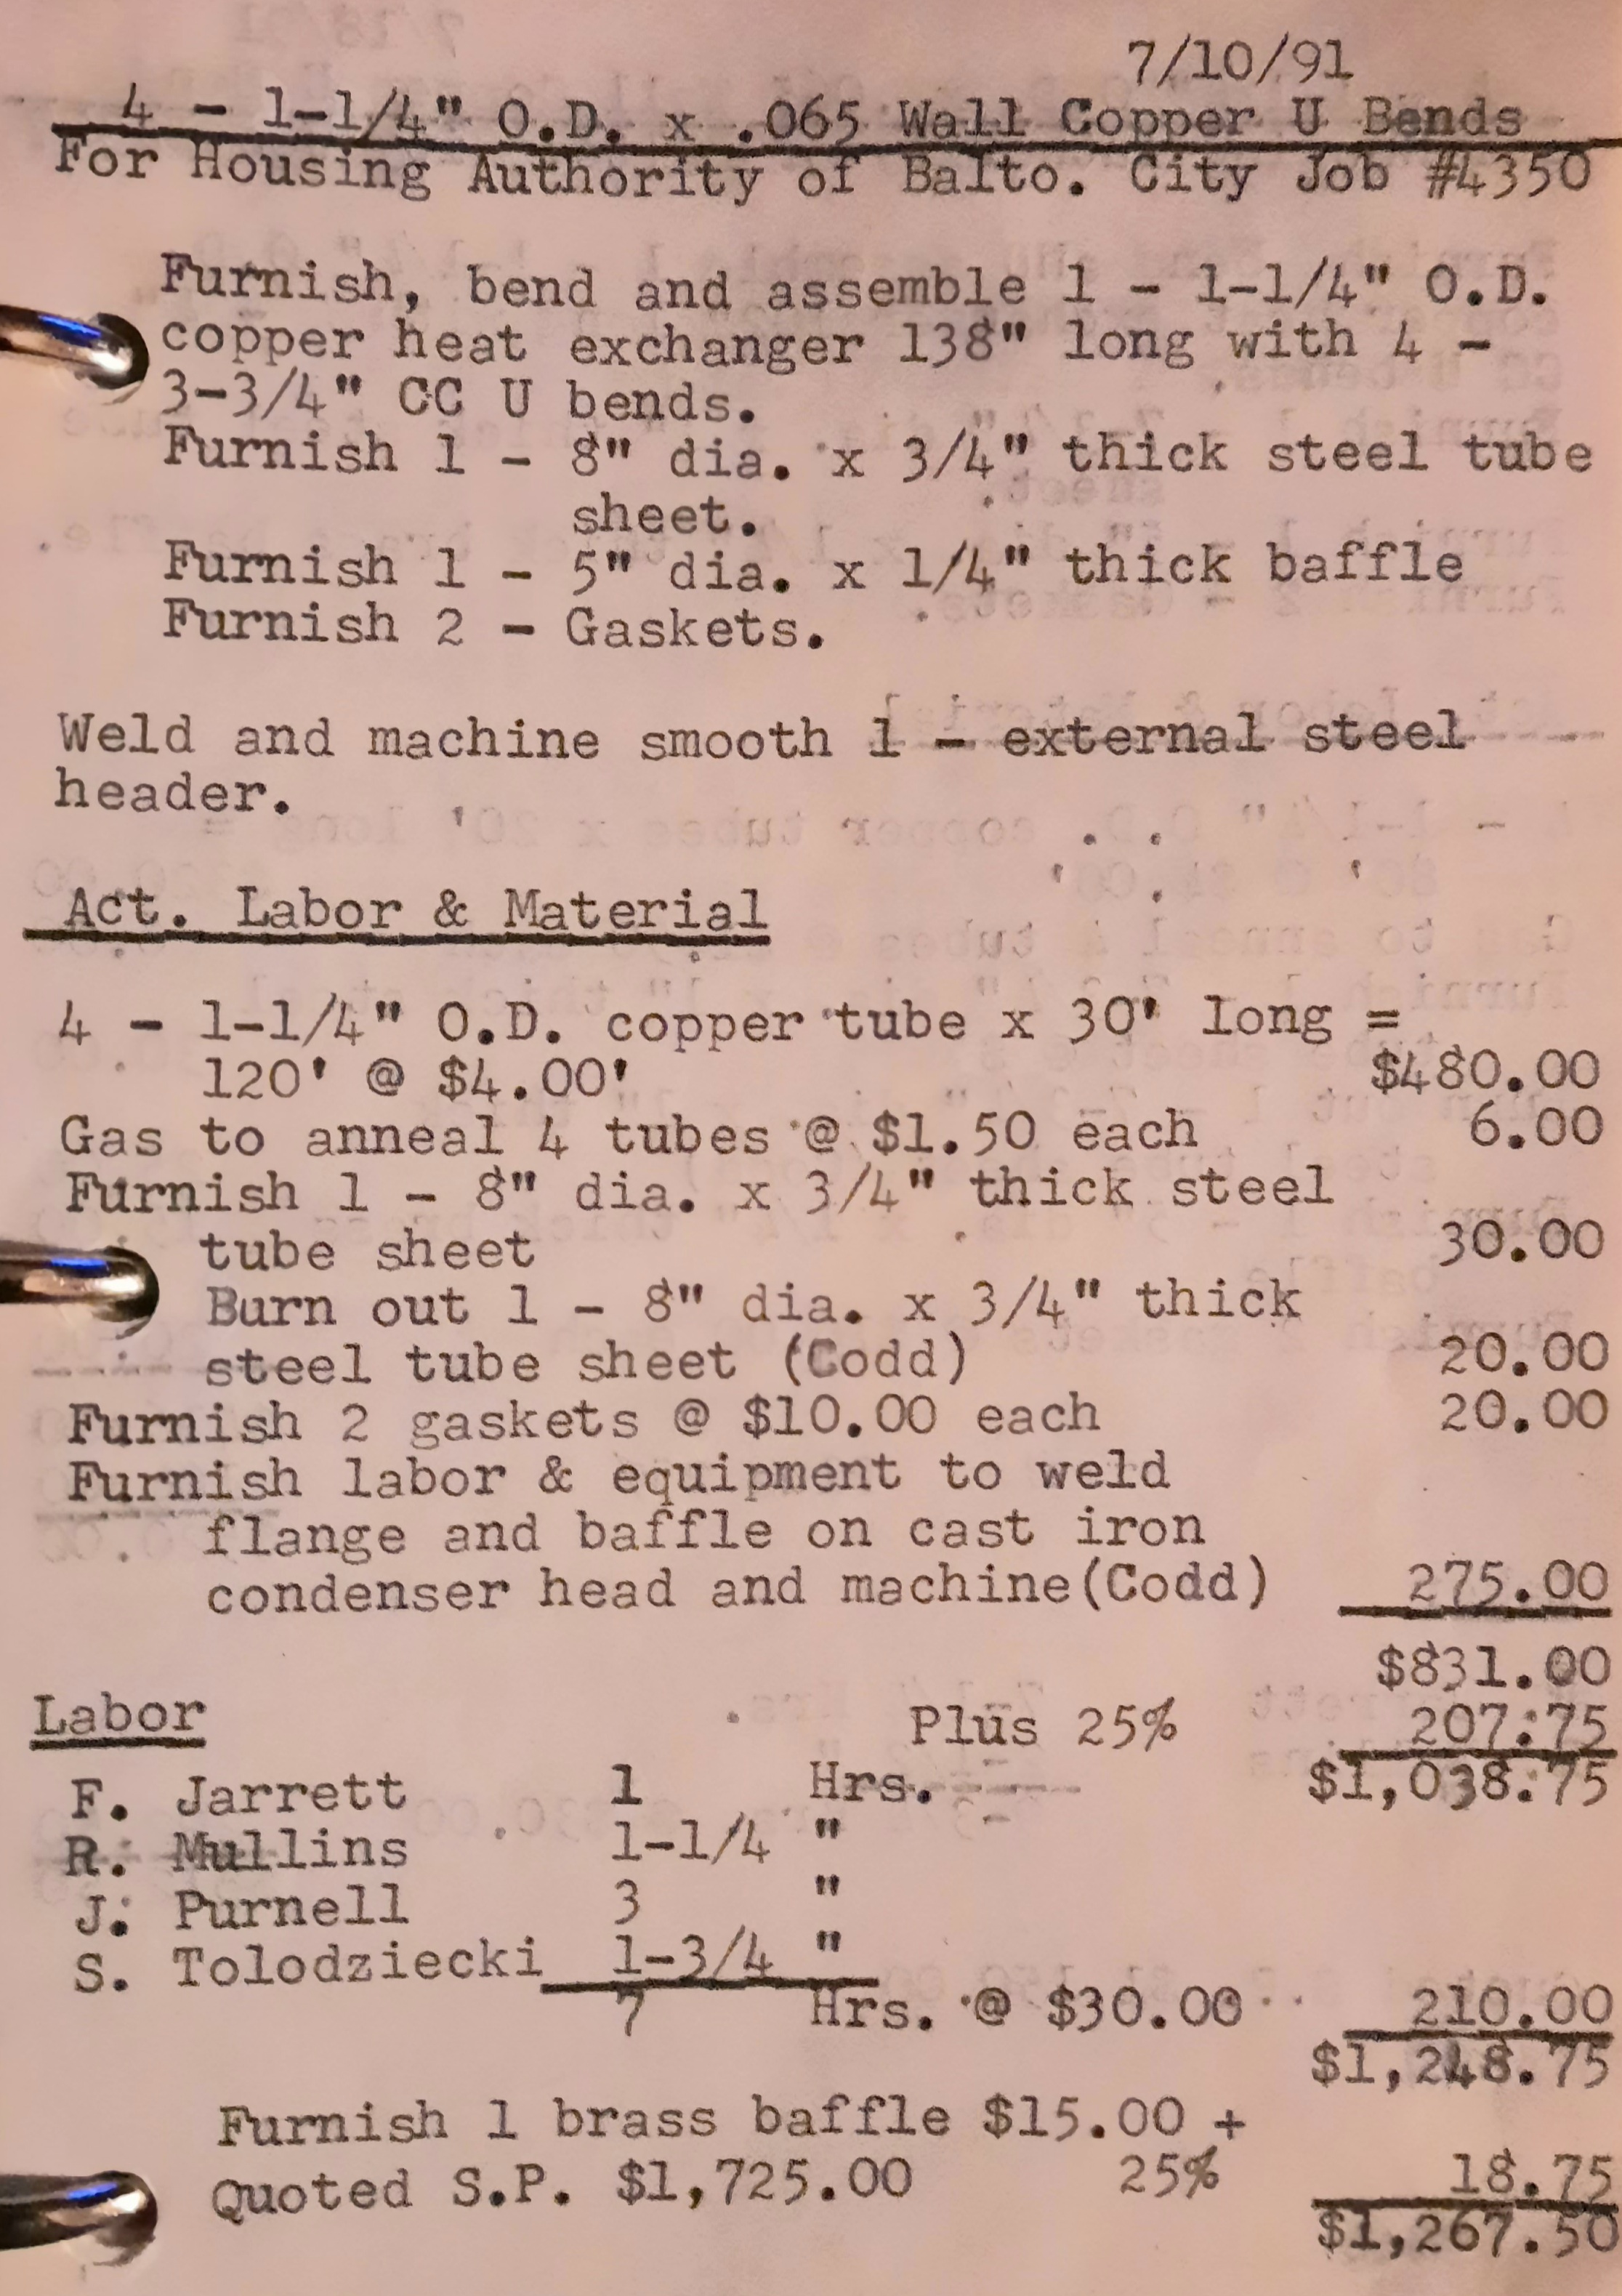 7/10/91
4 - 1-1/4" O.D. x .065 Wall Copper U Bends
For Housing Authority of Balto. City Job #4350
Furnish, bend and assemble 1 - 1-1/4" O.D.
copper heat exchanger 138" long with 4 -
3-3/4" CC U bends.
Furnish 1 - 8" dia. x 3/4" thick steel tube
sheet.
Furnish 1 - 5" dia. x 1/4" thick baffle
Furnish 2 - Gaskets.
Weld and machine smooth 1 - external steel
header.
Act. Labor & Material
4 - 1-1/4" O.D. copper tube x 30' long =
120' @ $4.00' $480.00
Gas to anneal 4 tubes @ $1.50 each 6.00
Furnish 1 - 8" dia. x 3/4" thick steel
tube sheet 30.00
Burn out 1 - 8" dia. x 3/4" thick
steel tube sheet (Codd) 20.00
Furnish 2 gaskets @ $10.00 each 20.00
Furnish labor & equipment to weld
flange and baffle on cast iron
condenser head and machine(Codd) 275.00
$831.00
Labor Plus 25% 207.75
F. Jarrett 1 Hrs. $1,038.75
R. Mullins 1-1/4 "
J. Purnell 3 "
S. Tolodziecki 1-3/4 "
7 Hrs. @ $30.00 210.00
$1,248.75
Furnish 1 brass baffle $15.00 +
Quoted S.P. $1,725.00 25% 18.75
$1,267.50